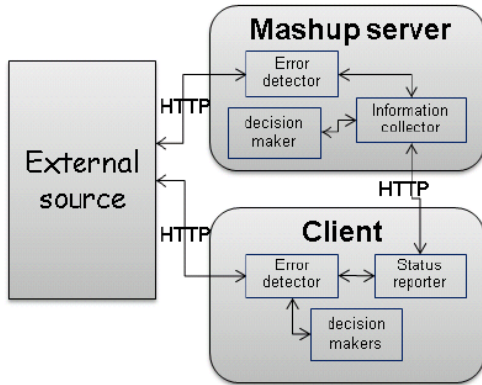 Mashup server
Error
detector
HTTP
decision
maker
Information
collector
External
source
HTTP
HTTP
Client
Error
detector
Status
reporter
decision
makers